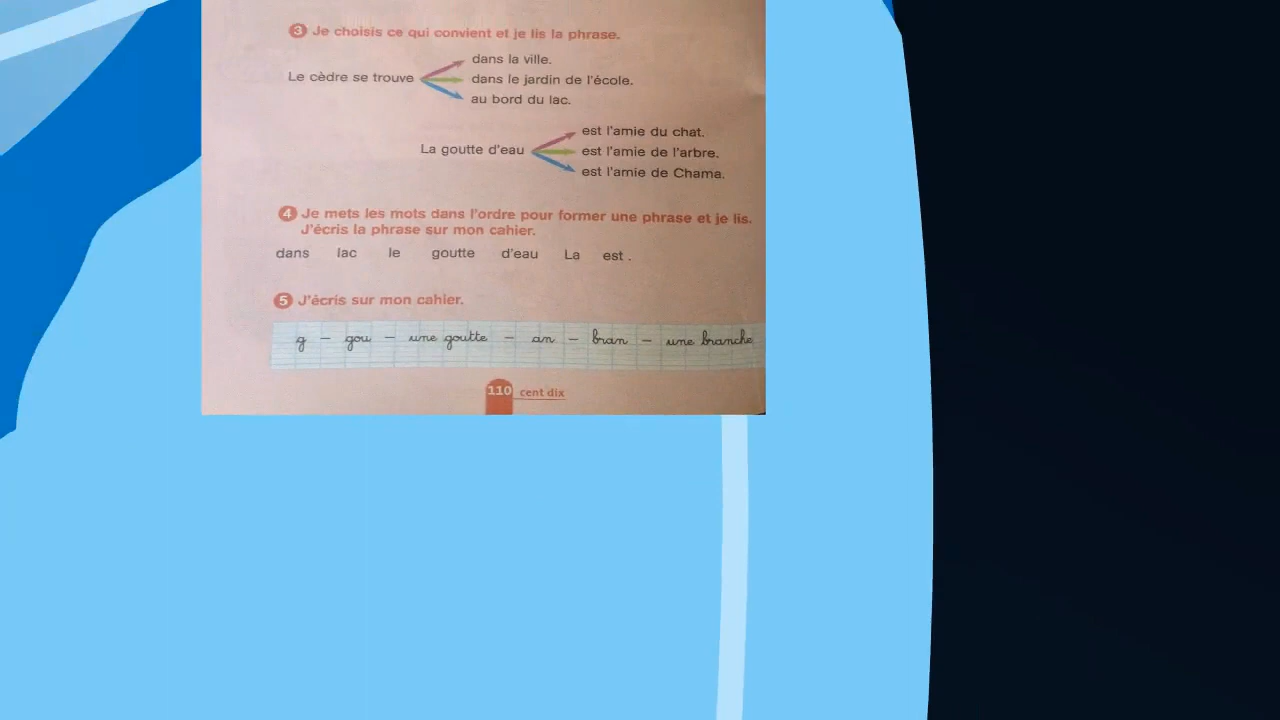 3 Je choisis ce qui convient et je lis la phrase.
dans la ville.
Le cèdre se trouve dans le jardin de l'école.
au bord du lac.
est l'amie du chat.
La goutte d'eau est l'amie de l'arbre.
est l'amie de Chama.
4 Je mets les mots dans l'ordre pour former une phrase et je lis.
J'écris la phrase sur mon cahier.
dans lac le goutte d'eau La est .
5 J'écris sur mon cahier.
g – gou – une goutte – an – bran – une branche
110 cent dix